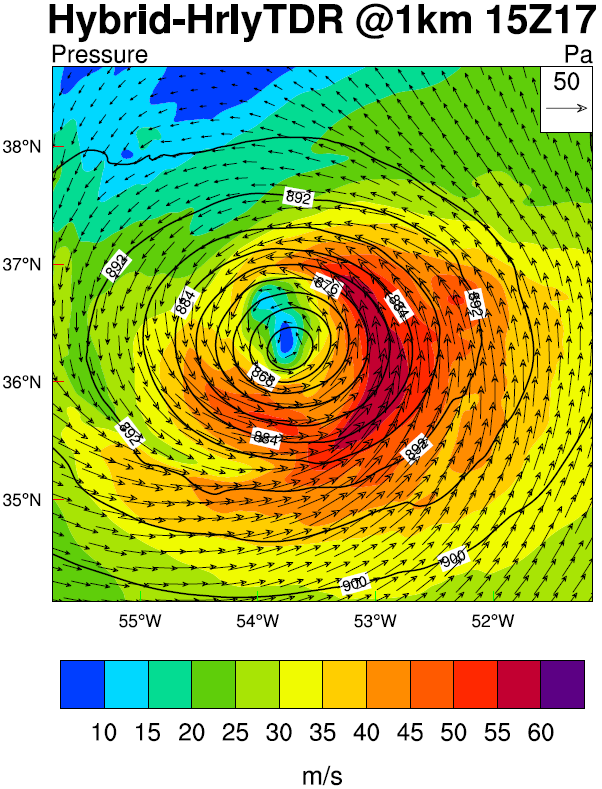 Hybrid-HrlyTDR @1km 15Z17
Pressure Pa
50
38°N
892
37°N
892
876
884
884
892
36°N
868
892
884
892
35°N
900
900
55°W 54°W 53°W 52°W
10 15 20 25 30 35 40 45 50 55 60
m/s